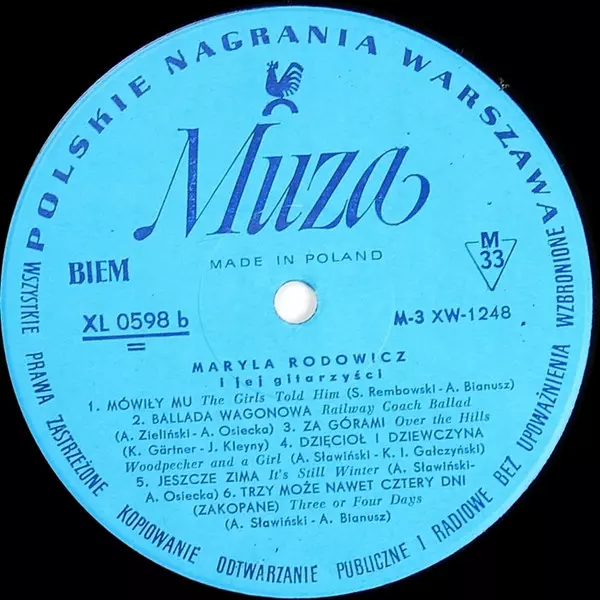 POLSKIE NAGRANIA WARSZAWA
Muza
MADE IN POLAND
BIEM
M
33
XL 0598 b
M-3 XW-1248
MARYLA RODOWICZ
i jej gitarzyści
1. MÓWIŁY MU The Girls Told Him (S. Rembowski-A. Bianusz)
2. BALLADA WAGONOWA Railway Coach Ballad
(A. Zieliński-A. Osiecka) 3. ZA GÓRAMI Over the Hills
(K. Gärtner-J. Kleyny) 4. DZIĘCIOŁ I DZIEWCZYNA
Woodpecher and a Girl (A. Sławiński-K. I. Gałczyński)
5. JESZCZE ZIMA It's Still Winter (A. Sławiński-
A. Osiecka) 6. TRZY MOŻE NAWET CZTERY DNI
(ZAKOPANE) Three or Four Days
(A. Sławiński-A. Bianusz)
WSZYSTKIE PRAWA ZASTRZEŻONE KOPIOWANIE ODTWARZANIE PUBLICZNE I RADIOWE BEZ UPOWAŻNIENIA WZBRONIONE